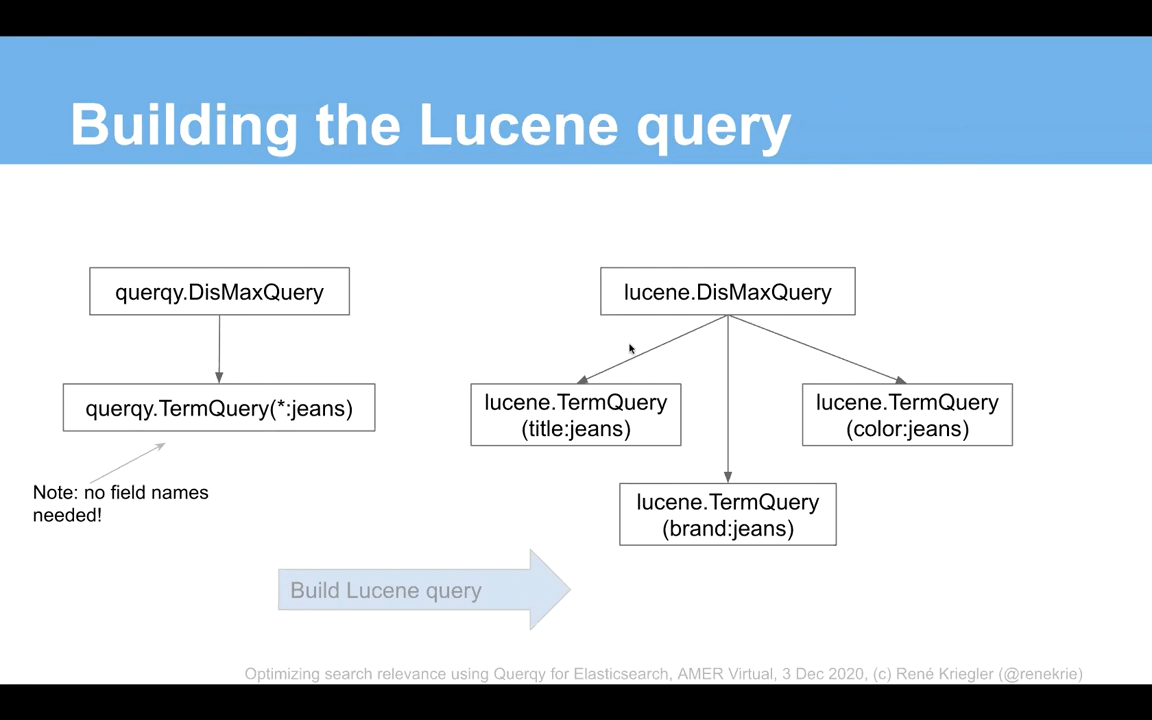 Building the Lucene query
querqy.DisMaxQuery
querqy.TermQuery(*:jeans)
Note: no field names
needed!
lucene.DisMaxQuery
lucene.TermQuery
(title:jeans)
lucene.TermQuery
(color:jeans)
lucene.TermQuery
(brand:jeans)
Build Lucene query
Optimizing search relevance using Querqy for Elasticsearch, AMER Virtual, 3 Dec 2020, (c) René Kriegler (@renekrie)